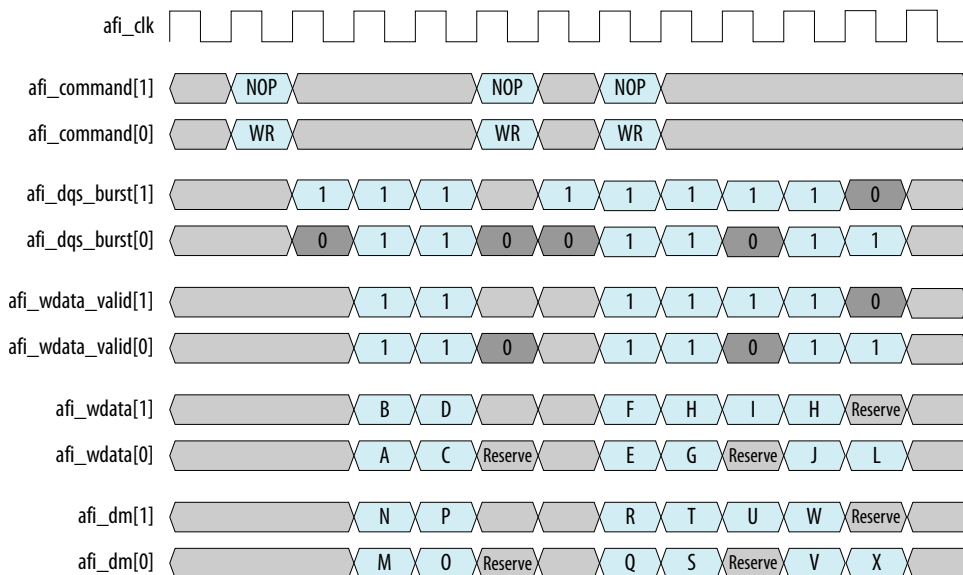 afi_clk
afi_command[1] NOP NOP NOP
afi_command[0] WR WR WR
afi_dqs_burst[1] 1 1 1 1 1 1 1 1 0
afi_dqs_burst[0] 0 1 1 0 0 1 1 0 1 1
afi_wdata_valid[1] 1 1 1 1 1 1 0
afi_wdata_valid[0] 1 1 0 1 1 0 1 1
afi_wdata[1] B D F H I H Reserve
afi_wdata[0] A C Reserve E G Reserve J L
afi_dm[1] N P R T U W Reserve
afi_dm[0] M O Reserve Q S Reserve V X